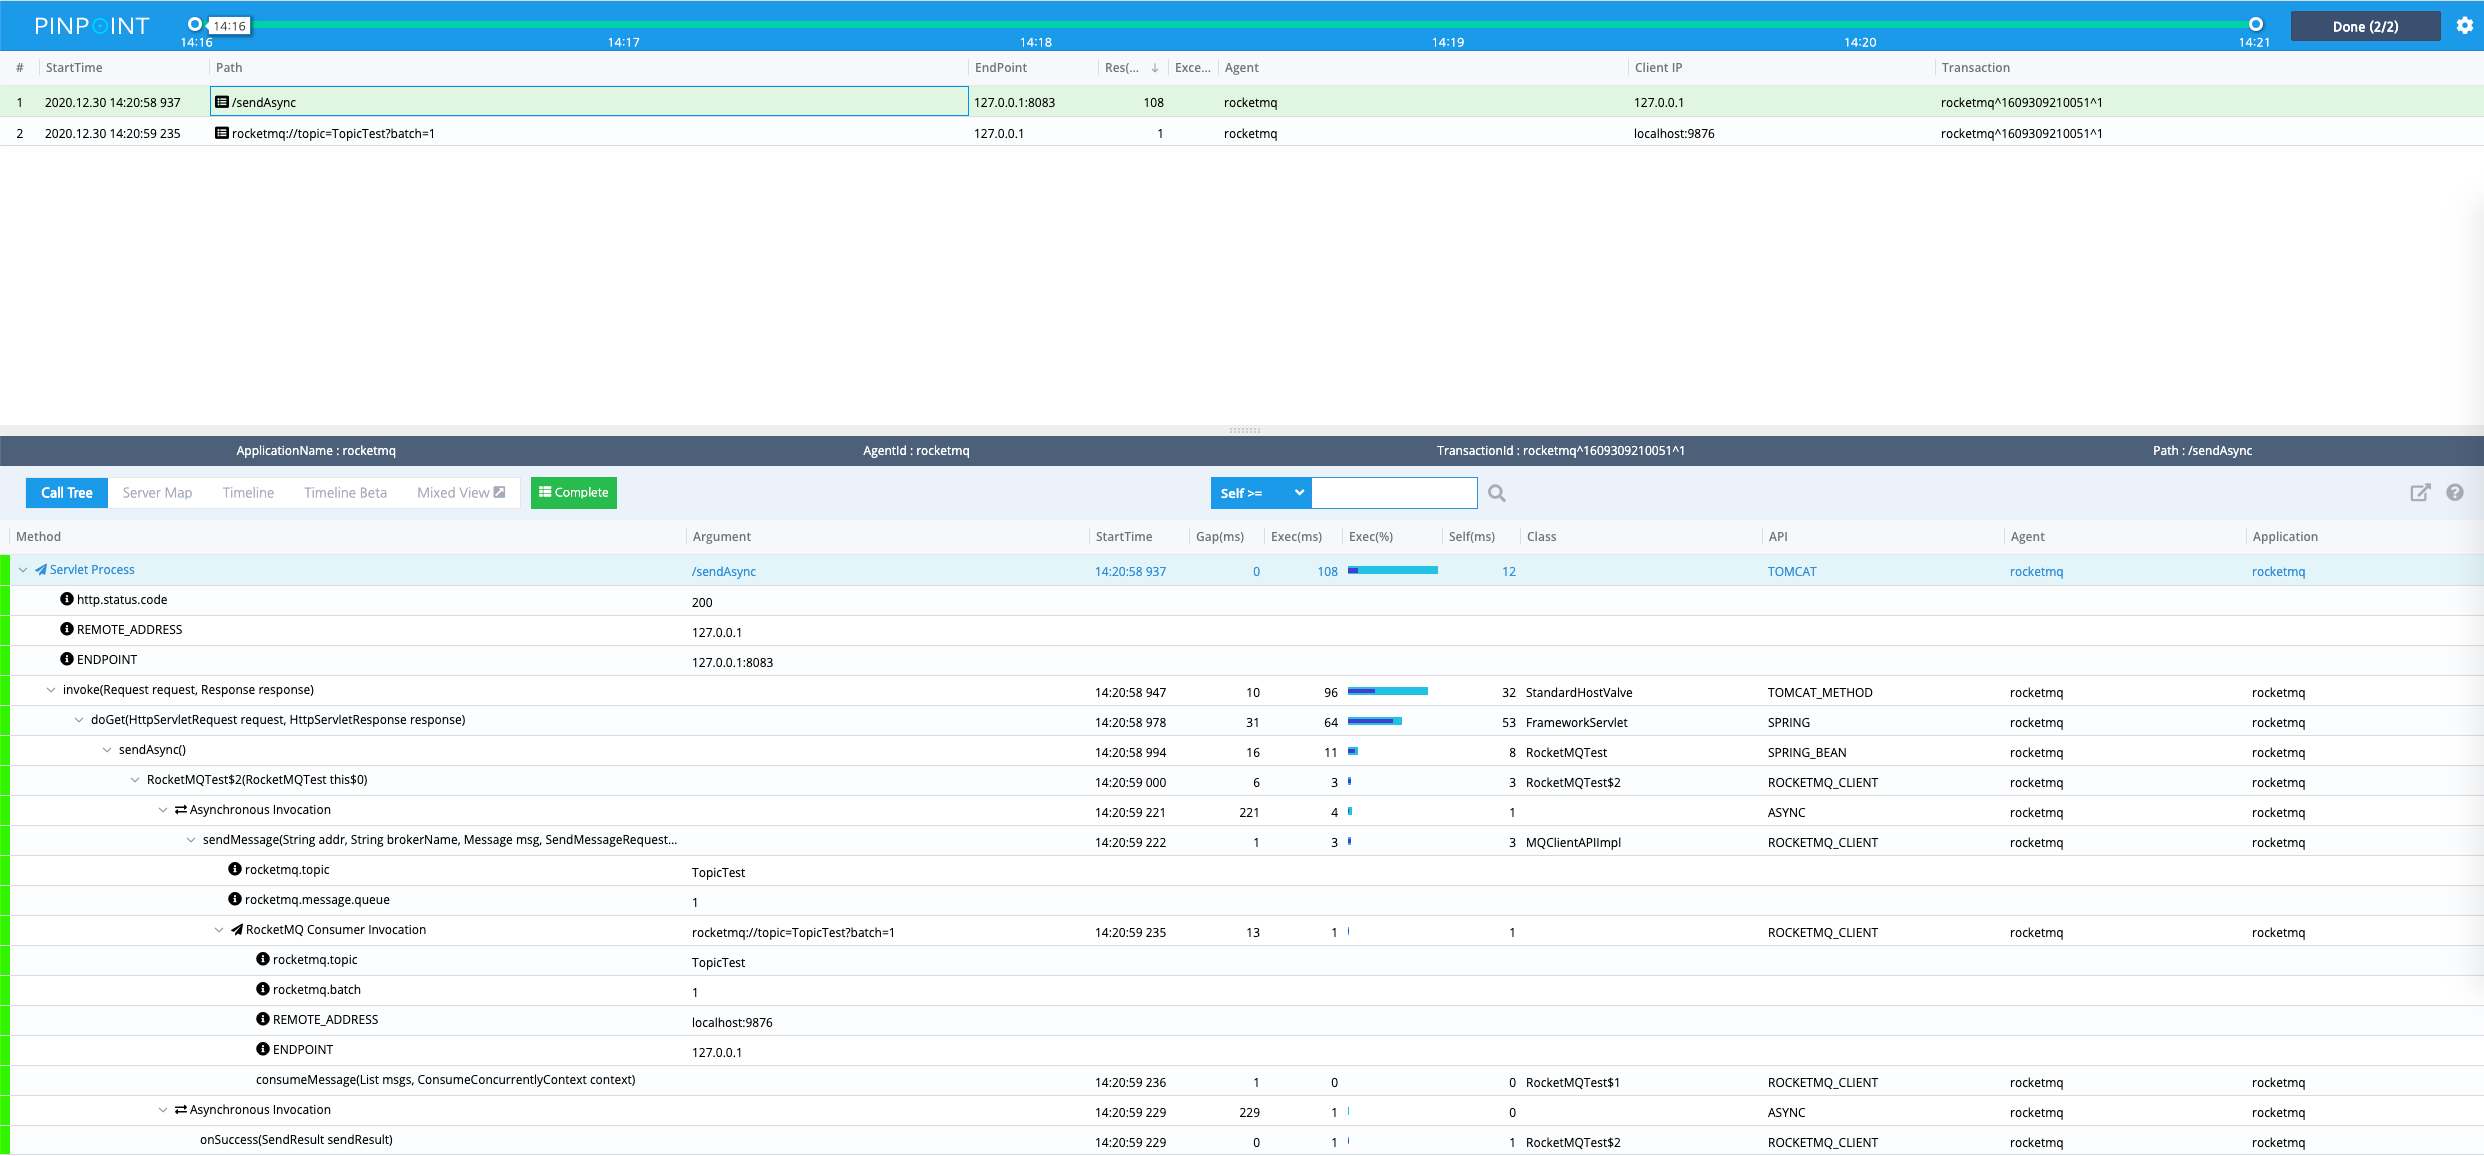 PINPOINT
14:16
14:16 14:17 14:18 14:19 14:20 14:21
Done (2/2)
# StartTime Path EndPoint Res(... Exce... Agent Client IP Transaction
1 2020.12.30 14:20:58 937 /sendAsync 127.0.0.1:8083 108 rocketmq 127.0.0.1 rocketmq^1609309210051^1
2 2020.12.30 14:20:59 235 rocketmq://topic=TopicTest?batch=1 127.0.0.1 1 rocketmq localhost:9876 rocketmq^1609309210051^1
ApplicationName : rocketmq AgentId : rocketmq TransactionId : rocketmq^1609309210051^1 Path : /sendAsync
Call Tree Server Map Timeline Timeline Beta Mixed View Complete Self >=
Method Argument StartTime Gap(ms) Exec(ms) Exec(%) Self(ms) Class API Agent Application
Servlet Process /sendAsync 14:20:58 937 0 108 12 TOMCAT rocketmq rocketmq
http.status.code 200
REMOTE_ADDRESS 127.0.0.1
ENDPOINT 127.0.0.1:8083
invoke(Request request, Response response) 14:20:58 947 10 96 32 StandardHostValve TOMCAT_METHOD rocketmq rocketmq
doGet(HttpServletRequest request, HttpServletResponse response) 14:20:58 978 31 64 53 FrameworkServlet SPRING rocketmq rocketmq
sendAsync() 14:20:58 994 16 11 8 RocketMQTest SPRING_BEAN rocketmq rocketmq
RocketMQTest$2(RocketMQTest this$0) 14:20:59 000 6 3 3 RocketMQTest$2 ROCKETMQ_CLIENT rocketmq rocketmq
Asynchronous Invocation 14:20:59 221 221 4 1 ASYNC rocketmq rocketmq
sendMessage(String addr, String brokerName, Message msg, SendMessageRequest... 14:20:59 222 1 3 3 MQClientAPIImpl ROCKETMQ_CLIENT rocketmq rocketmq
rocketmq.topic TopicTest
rocketmq.message.queue 1
RocketMQ Consumer Invocation rocketmq://topic=TopicTest?batch=1 14:20:59 235 13 1 1 ROCKETMQ_CLIENT rocketmq rocketmq
rocketmq.topic TopicTest
rocketmq.batch 1
REMOTE_ADDRESS localhost:9876
ENDPOINT 127.0.0.1
consumeMessage(List msgs, ConsumeConcurrentlyContext context) 14:20:59 236 1 0 0 RocketMQTest$1 ROCKETMQ_CLIENT rocketmq rocketmq
Asynchronous Invocation 14:20:59 229 229 1 0 ASYNC rocketmq rocketmq
onSuccess(SendResult sendResult) 14:20:59 229 0 1 1 RocketMQTest$2 ROCKETMQ_CLIENT rocketmq rocketmq